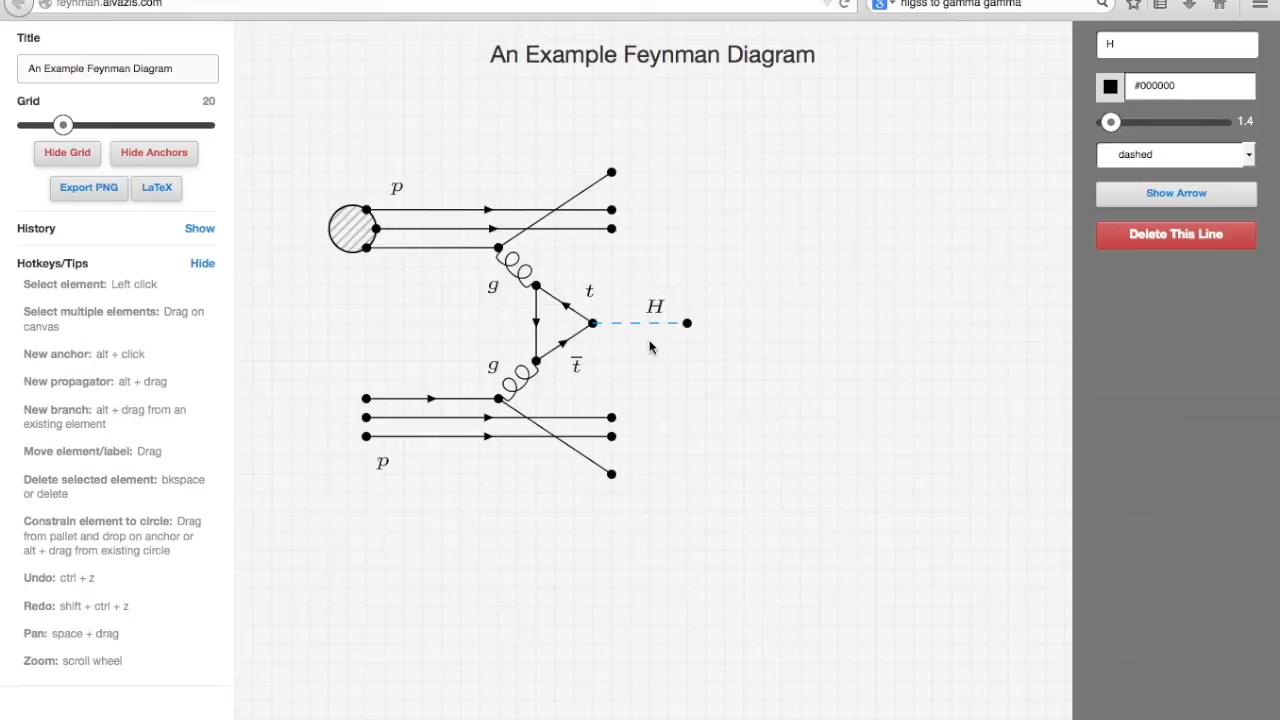 feynman.aivazis.com
higss to gamma gamma
Title
An Example Feynman Diagram
Grid 20
Hide Grid Hide Anchors
Export PNG LaTeX
History Show
Hotkeys/Tips Hide
Select element: Left click
Select multiple elements: Drag on
canvas
New anchor: alt + click
New propagator: alt + drag
New branch: alt + drag from an
existing element
Move element/label: Drag
Delete selected element: bkspace
or delete
Constrain element to circle: Drag
from pallet and drop on anchor or
alt + drag from existing circle
Undo: ctrl + z
Redo: shift + ctrl + z
Pan: space + drag
Zoom: scroll wheel
An Example Feynman Diagram
p
g
t
H
g
t̅
p
H
#000000
1.4
dashed
Show Arrow
Delete This Line